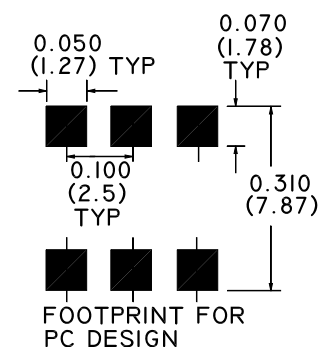 0.050
(1.27) TYP
0.070
(1.78)
TYP
0.100
(2.5)
TYP
0.310
(7.87)
FOOTPRINT FOR
PC DESIGN